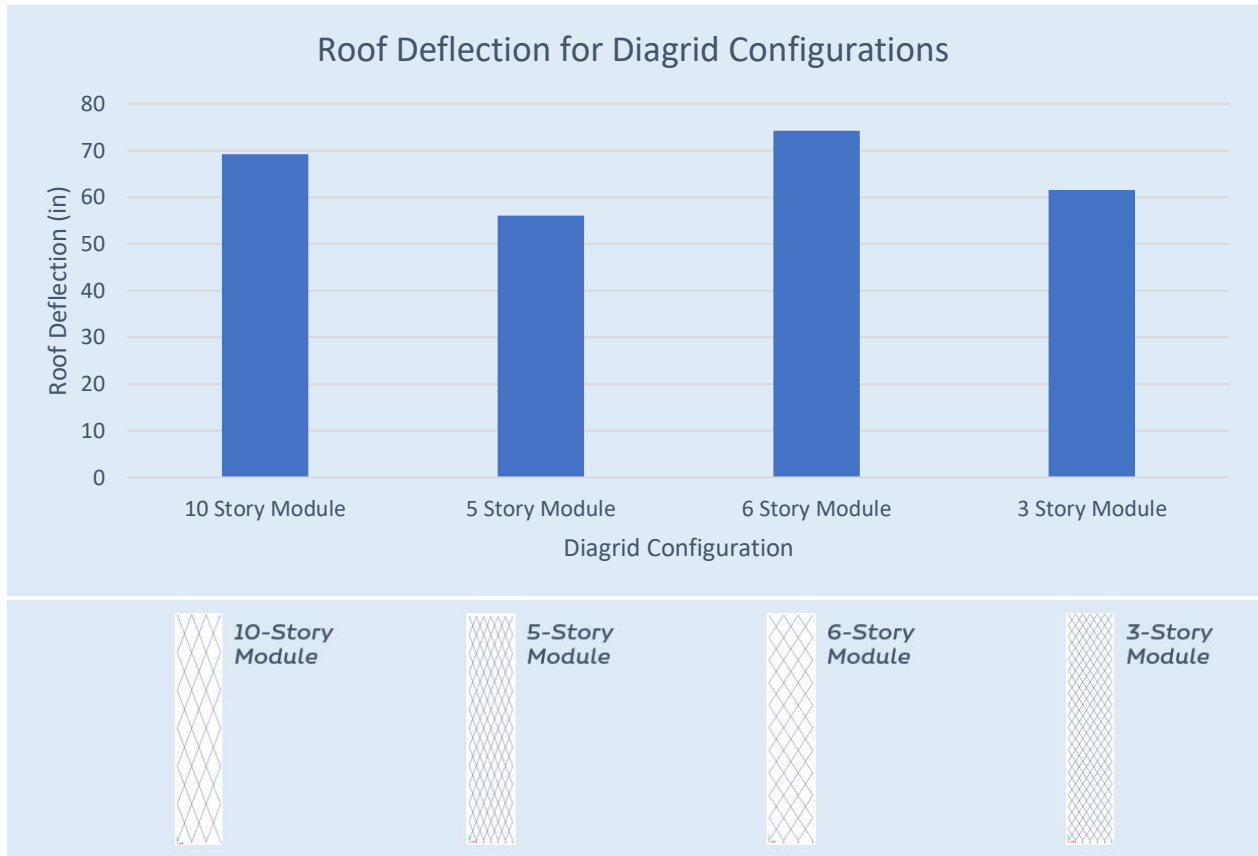 Roof Deflection for Diagrid Configurations
80
70
60
50
40
30
20
10
0
Roof Deflection (in)
10 Story Module
5 Story Module
6 Story Module
3 Story Module
Diagrid Configuration
10-Story
Module
5-Story
Module
6-Story
Module
3-Story
Module